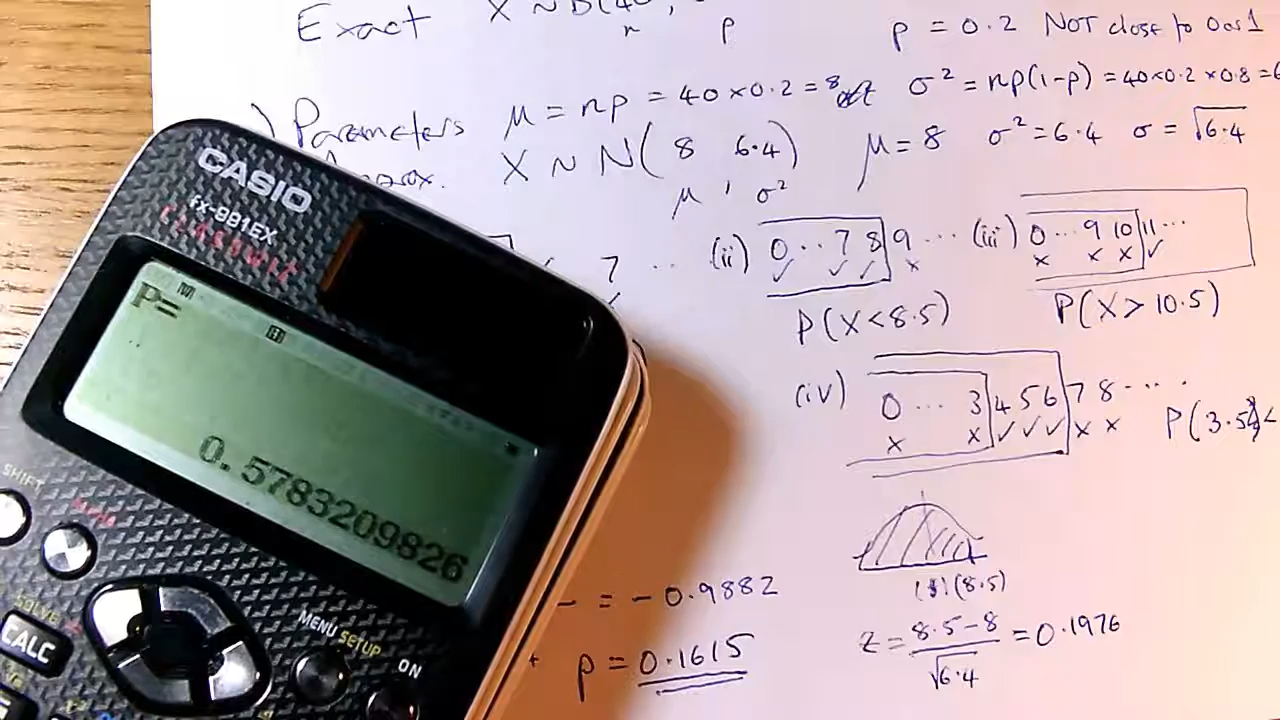 Exact X ~ B(40,
n p
p = 0.2 NOT close to 0 or 1
μ = np = 40×0.2 = 8 σ² = np(1-p) = 40×0.2×0.8 = 6
) Parameters
X ~ N( 8 6.4) μ = 8 σ² = 6.4 σ = √6.4
μ , σ²
7 ...
(ii) 0 ... 7 8 9 ...
✓ ✓ ✓ ×
(iii) 0 ... 9 10 11 ...
× × × ✓
P(X < 8.5)
P(X > 10.5)
(iv) 0 ... 3 4 5 6 7 8 ....
× × ✓ ✓ ✓ × ×
P(3.5
(8.5)
= - 0.9882
p = 0.1615
z = 8.5 - 8 / √6.4 = 0.1976
CASIO
fx-991EX
CLASSWIZ
P=
0.5783209826
SHIFT
SOLVE
CALC
MENU SETUP
ON